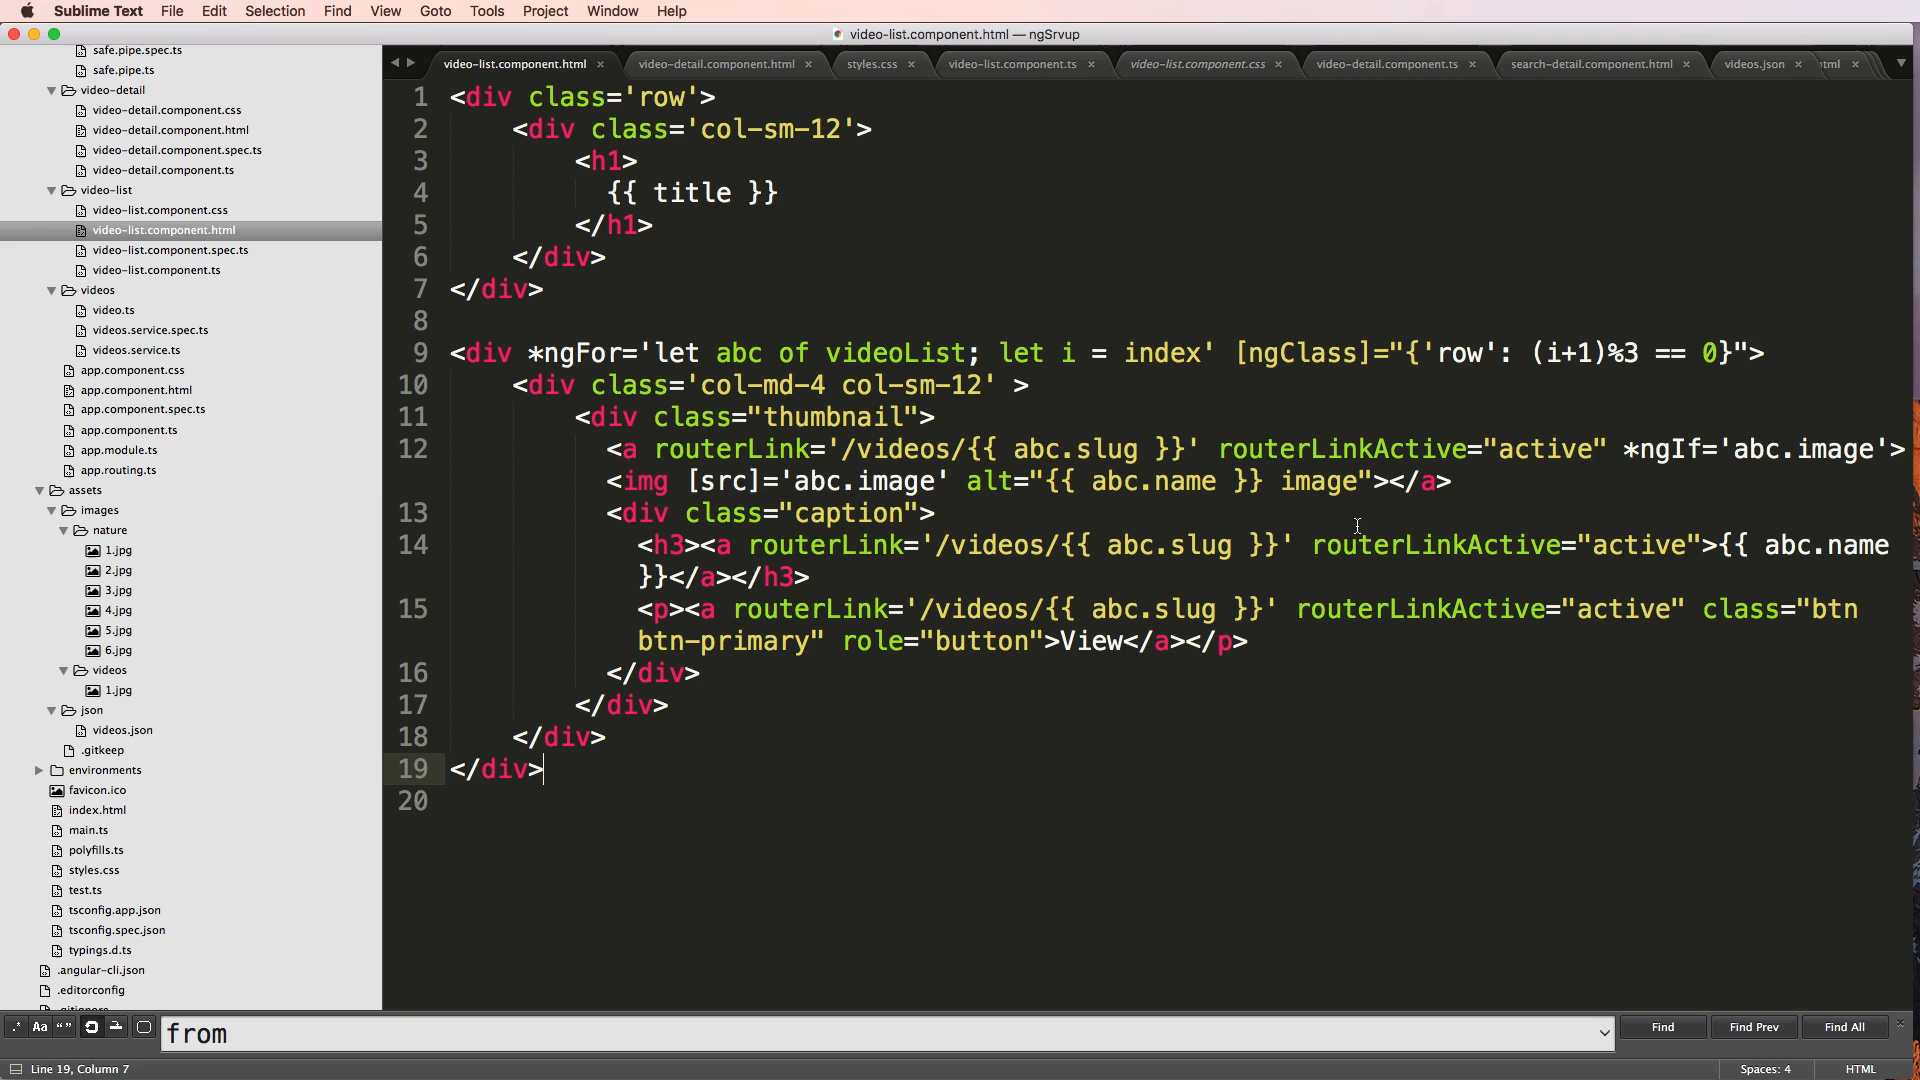 Sublime Text File Edit Selection Find View Goto Tools Project Window Help
video-list.component.html — ngSrvup
safe.pipe.spec.ts
safe.pipe.ts
video-detail
video-detail.component.css
video-detail.component.html
video-detail.component.spec.ts
video-detail.component.ts
video-list
video-list.component.css
video-list.component.html
video-list.component.spec.ts
video-list.component.ts
videos
video.ts
videos.service.spec.ts
videos.service.ts
app.component.css
app.component.html
app.component.spec.ts
app.component.ts
app.module.ts
app.routing.ts
assets
images
nature
1.jpg
2.jpg
3.jpg
4.jpg
5.jpg
6.jpg
videos
1.jpg
json
videos.json
.gitkeep
environments
favicon.ico
index.html
main.ts
polyfills.ts
styles.css
test.ts
tsconfig.app.json
tsconfig.spec.json
typings.d.ts
.angular-cli.json
.editorconfig
video-list.component.html × video-detail.component.html × styles.css × video-list.component.ts × video-list.component.css × video-detail.component.ts × search-detail.component.html × videos.json × html ×
1 <div class='row'>
2 <div class='col-sm-12'>
3 <h1>
4 {{ title }}
5 </h1>
6 </div>
7 </div>
8
9 <div *ngFor='let abc of videoList; let i = index' [ngClass]="{'row': (i+1)%3 == 0}">
10 <div class='col-md-4 col-sm-12' >
11 <div class="thumbnail">
12 <a routerLink='/videos/{{ abc.slug }}' routerLinkActive="active" *ngIf='abc.image'>
<img [src]='abc.image' alt="{{ abc.name }} image"></a>
13 <div class="caption">
14 <h3><a routerLink='/videos/{{ abc.slug }}' routerLinkActive="active">{{ abc.name
}}</a></h3>
15 <p><a routerLink='/videos/{{ abc.slug }}' routerLinkActive="active" class="btn
btn-primary" role="button">View</a></p>
16 </div>
17 </div>
18 </div>
19 </div>
20
.* Aa “” from Find Find Prev Find All ×
Line 19, Column 7 Spaces: 4 HTML